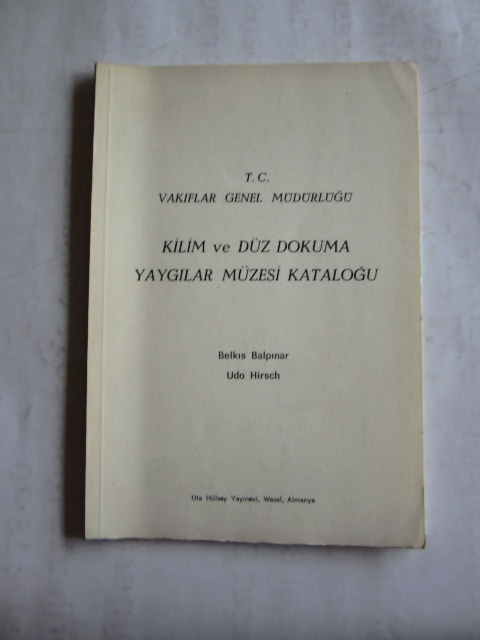 T. C.
VAKIFLAR GENEL MÜDÜRLÜĞÜ
KİLİM ve DÜZ DOKUMA
YAYGILAR MÜZESİ KATALOĞU
Belkıs Balpınar
Udo Hirsch
Uta Hülsey Yayınevi, Wesel, Almanya